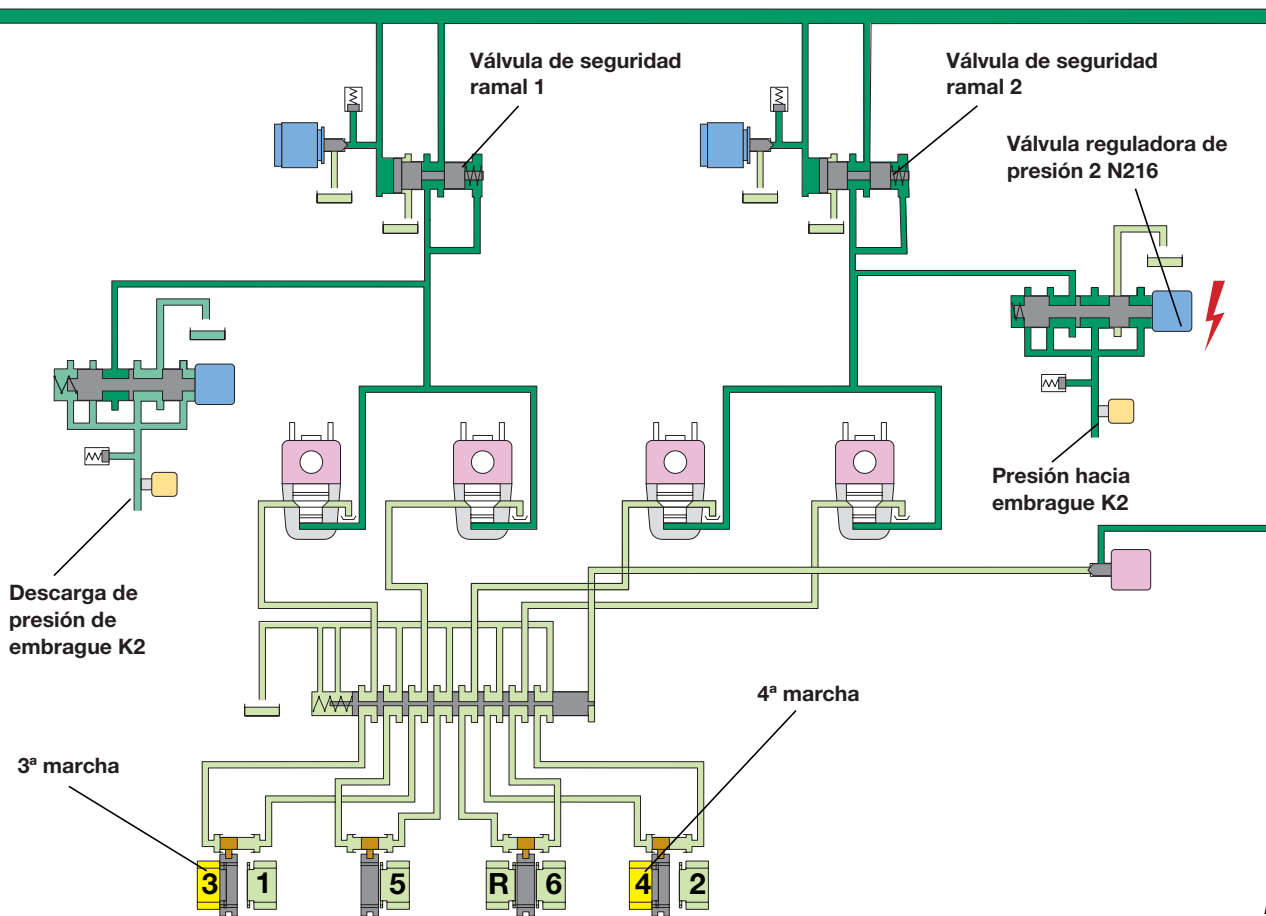 Válvula de seguridad
ramal 1
Válvula de seguridad
ramal 2
Válvula reguladora de
presión 2 N216
Presión hacia
embrague K2
Descarga de
presión de
embrague K2
4ª marcha
3ª marcha
3 1 5 R 6 4 2